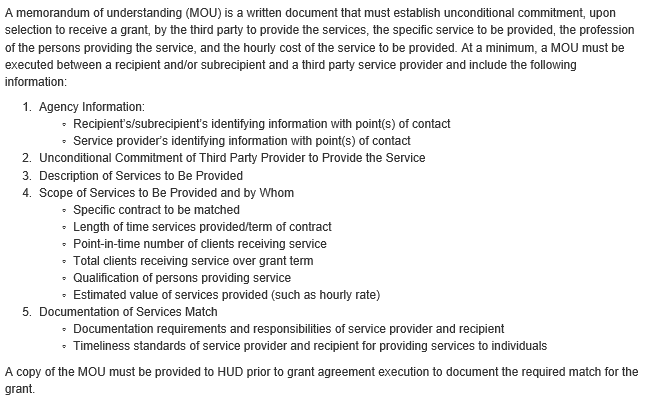 A memorandum of understanding (MOU) is a written document that must establish unconditional commitment, upon
selection to receive a grant, by the third party to provide the services, the specific service to be provided, the profession
of the persons providing the service, and the hourly cost of the service to be provided. At a minimum, a MOU must be
executed between a recipient and/or subrecipient and a third party service provider and include the following
information:
1. Agency Information:
◦ Recipient's/subrecipient's identifying information with point(s) of contact
◦ Service provider's identifying information with point(s) of contact
2. Unconditional Commitment of Third Party Provider to Provide the Service
3. Description of Services to Be Provided
4. Scope of Services to Be Provided and by Whom
◦ Specific contract to be matched
◦ Length of time services provided/term of contract
◦ Point-in-time number of clients receiving service
◦ Total clients receiving service over grant term
◦ Qualification of persons providing service
◦ Estimated value of services provided (such as hourly rate)
5. Documentation of Services Match
◦ Documentation requirements and responsibilities of service provider and recipient
◦ Timeliness standards of service provider and recipient for providing services to individuals
A copy of the MOU must be provided to HUD prior to grant agreement execution to document the required match for the
grant.